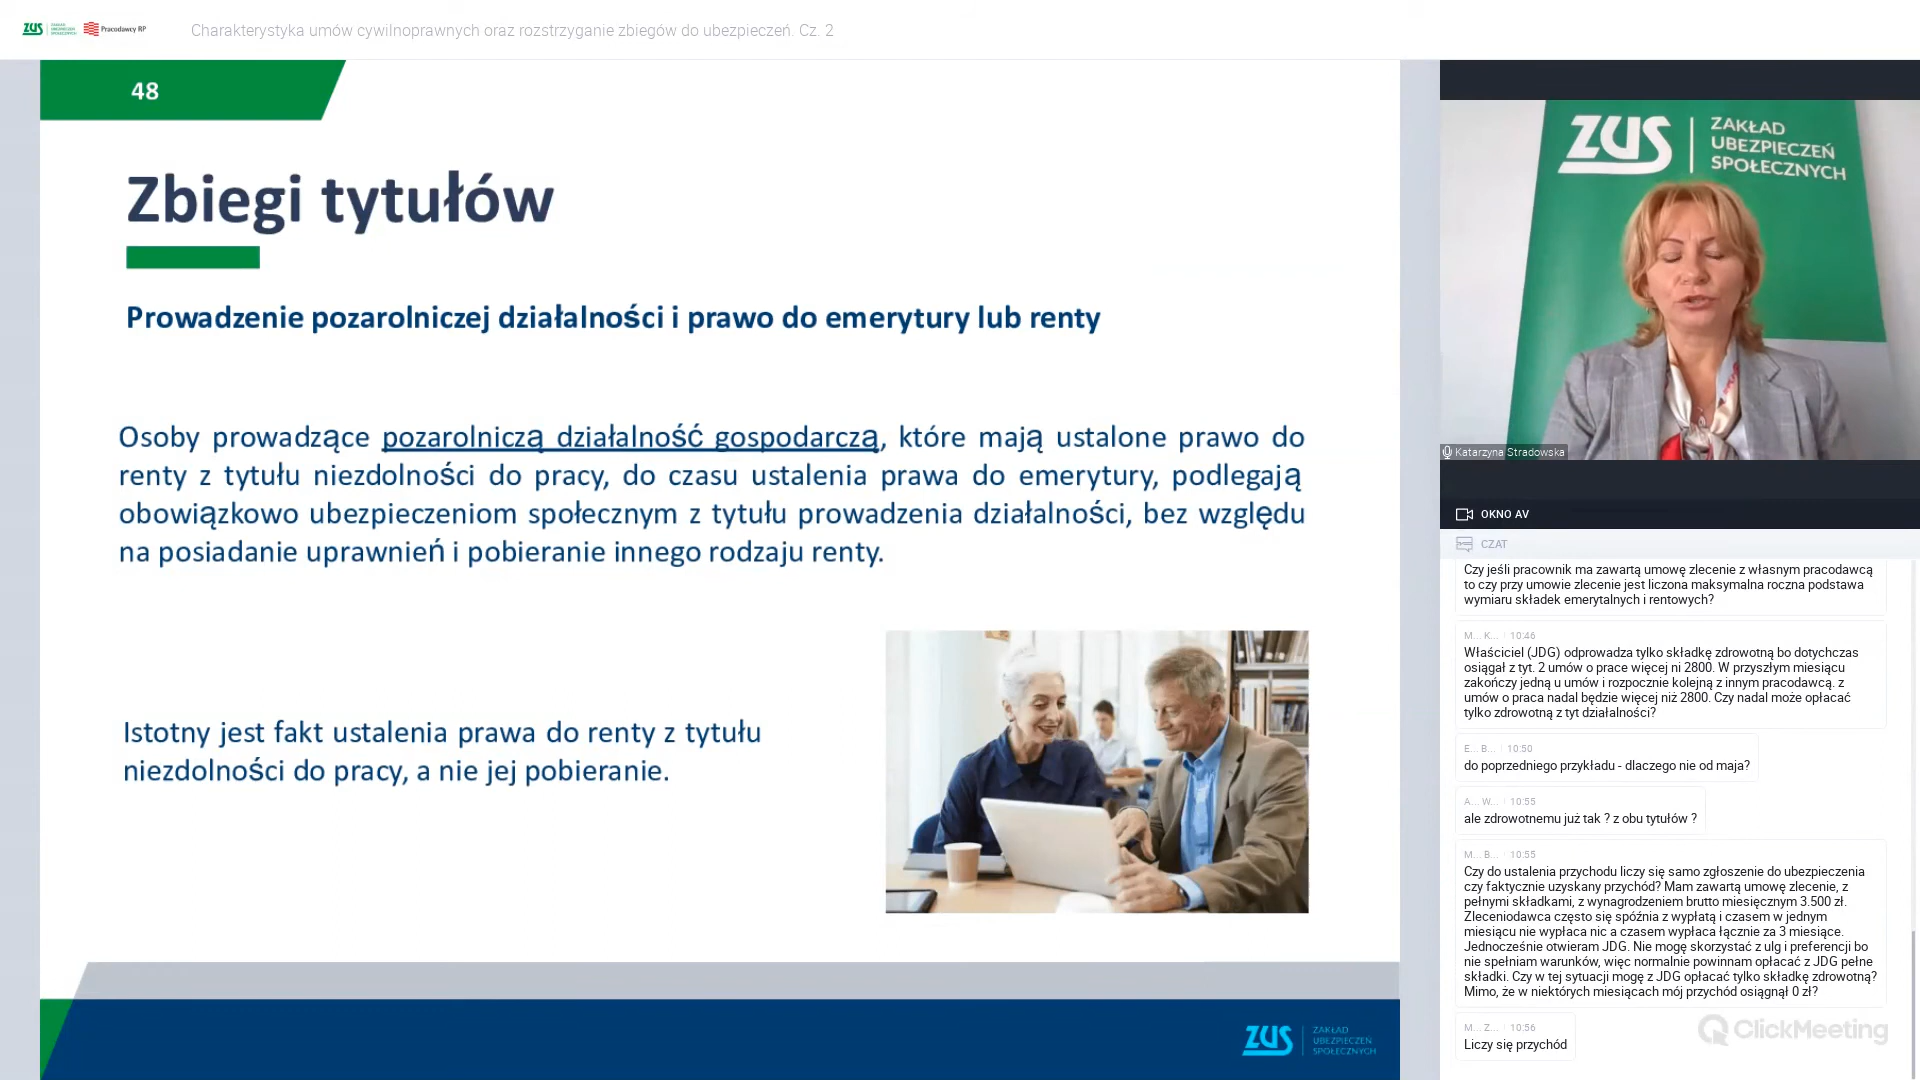 ZUS ZAKŁAD UBEZPIECZEŃ SPOŁECZNYCH Pracodawcy RP
Charakterystyka umów cywilnoprawnych oraz rozstrzyganie zbiegów do ubezpieczeń. Cz. 2
48
Zbiegi tytułów
Prowadzenie pozarolniczej działalności i prawo do emerytury lub renty
Osoby prowadzące pozarolniczą działalność gospodarczą, które mają ustalone prawo do
renty z tytułu niezdolności do pracy, do czasu ustalenia prawa do emerytury, podlegają
obowiązkowo ubezpieczeniom społecznym z tytułu prowadzenia działalności, bez względu
na posiadanie uprawnień i pobieranie innego rodzaju renty.
Istotny jest fakt ustalenia prawa do renty z tytułu
niezdolności do pracy, a nie jej pobieranie.
ZUS ZAKŁAD
UBEZPIECZEŃ
SPOŁECZNYCH
ZUS ZAKŁAD
UBEZPIECZEŃ
SPOŁECZNYCH
Katarzyna Stradowska
OKNO AV
CZAT
Czy jeśli pracownik ma zawartą umowę zlecenie z własnym pracodawcą
to czy przy umowie zlecenie jest liczona maksymalna roczna podstawa
wymiaru składek emerytalnych i rentowych?
M... K... 10:46
Właściciel (JDG) odprowadza tylko składkę zdrowotną bo dotychczas
osiągał z tyt. 2 umów o prace więcej ni 2800. W przyszłym miesiącu
zakończy jedną u umów i rozpocznie kolejną z innym pracodawcą. z
umów o praca nadal będzie więcej niż 2800. Czy nadal może opłacać
tylko zdrowotną z tyt działalności?
E... B... 10:50
do poprzedniego przykładu - dlaczego nie od maja?
A... W... 10:55
ale zdrowotnemu już tak ? z obu tytułów ?
M... B... 10:55
Czy do ustalenia przychodu liczy się samo zgłoszenie do ubezpieczenia
czy faktycznie uzyskany przychód? Mam zawartą umowę zlecenie, z
pełnymi składkami, z wynagrodzeniem brutto miesięcznym 3.500 zł.
Zleceniodawca często się spóźnia z wypłatą i czasem w jednym
miesiącu nie wypłaca nic a czasem wypłaca łącznie za 3 miesiące.
Jednocześnie otwieram JDG. Nie mogę skorzystać z ulg i preferencji bo
nie spełniam warunków, więc normalnie powinnam opłacać z JDG pełne
składki. Czy w tej sytuacji mogę z JDG opłacać tylko składkę zdrowotną?
Mimo, że w niektórych miesiącach mój przychód osiągnął 0 zł?
M... Z... 10:56
Liczy się przychód
ClickMeeting